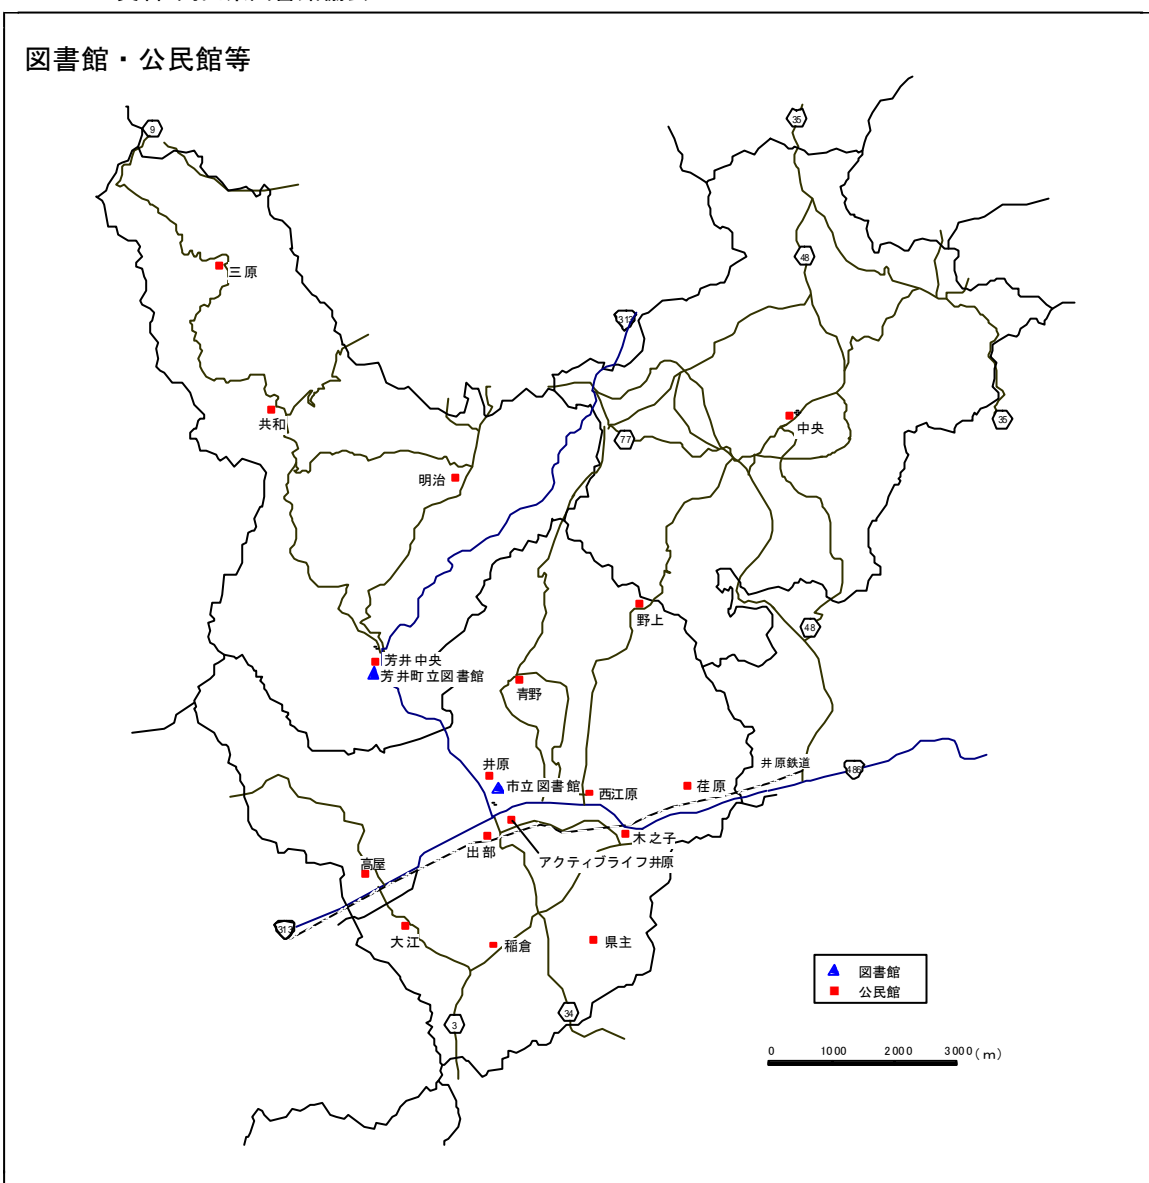 図書館・公民館等
9
35
48
三原
313
35
共和
中央
77
明治
野上
48
芳井中央
芳井町立図書館
青野
井原
井原鉄道
486
市立図書館
西江原
荏原
木之子
出部
アクティブライフ井原
高屋
313
大江
稲倉
県主
図書館
公民館
34
3
0 1000 2000 3000(m)